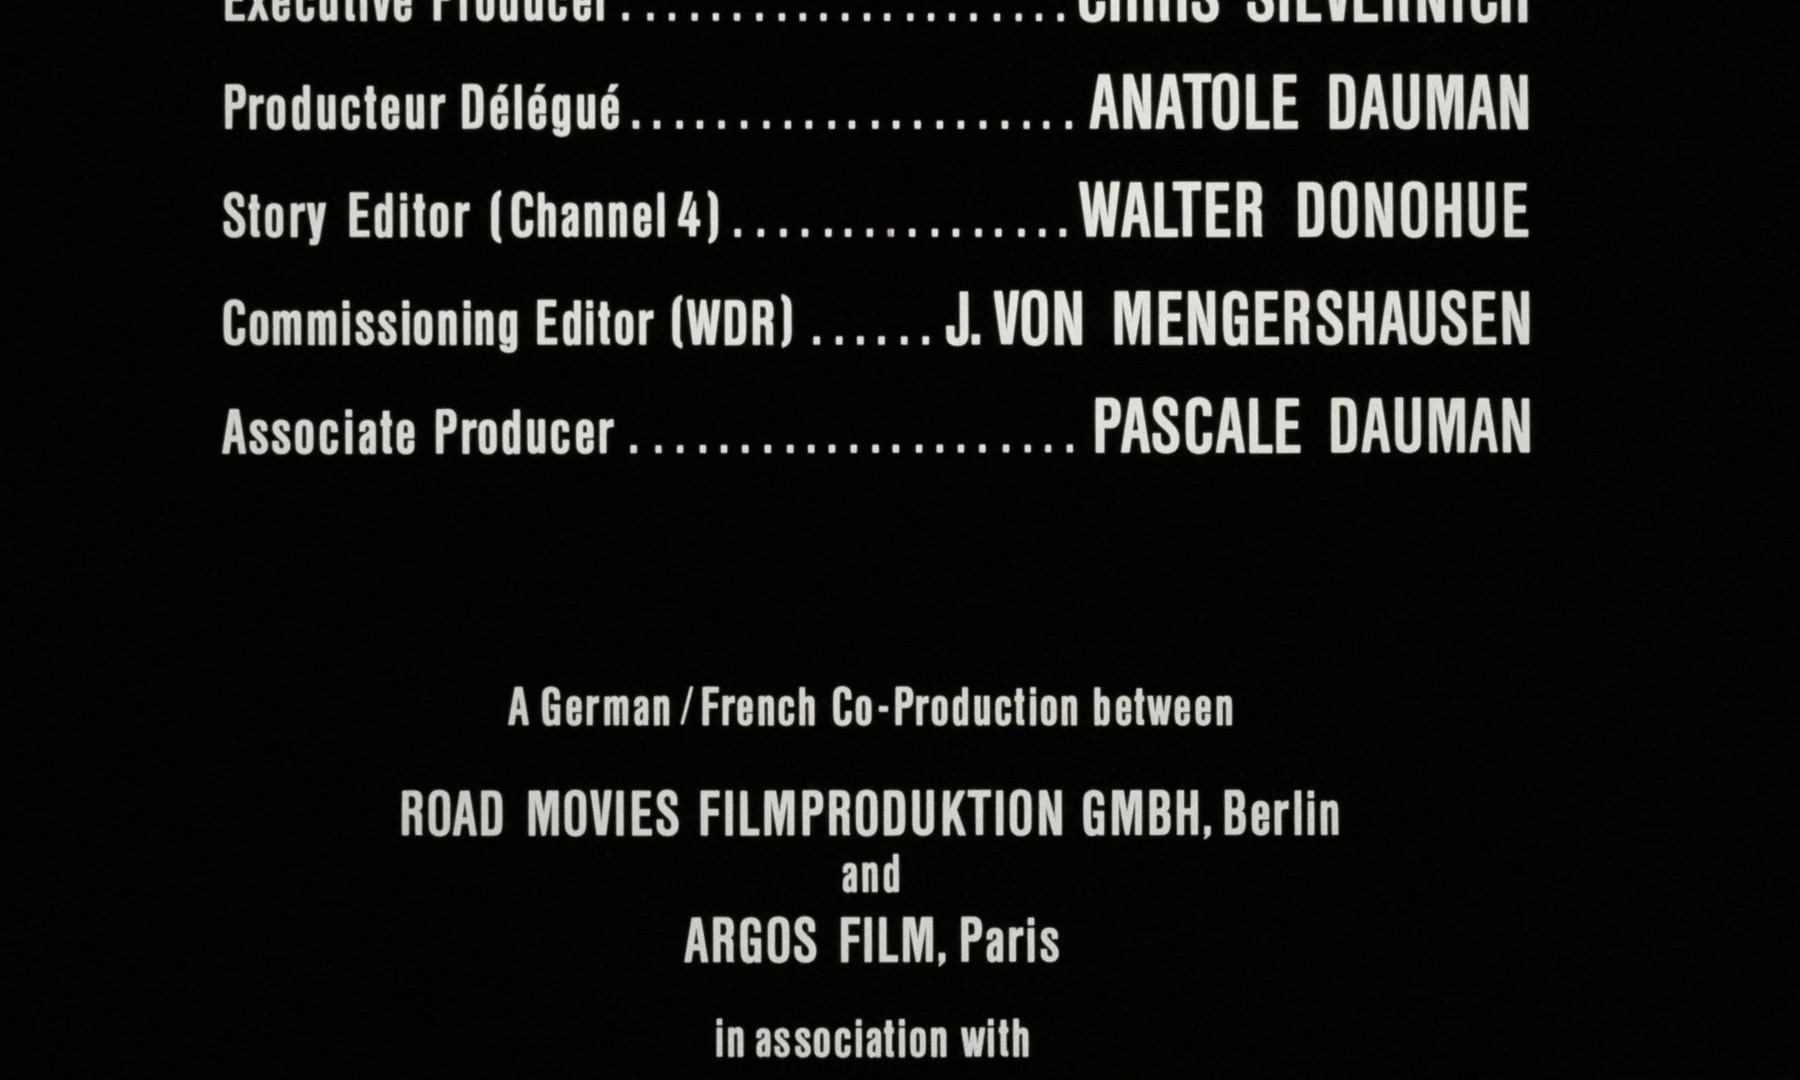 Executive Producer.....................CHRIS SIEVERNICH
Producteur Délégué.....................ANATOLE DAUMAN
Story Editor (Channel 4)................WALTER DONOHUE
Commissioning Editor (WDR) ......J. VON MENGERSHAUSEN
Associate Producer .....................PASCALE DAUMAN
A German / French Co-Production between
ROAD MOVIES FILMPRODUKTION GMBH, Berlin
and
ARGOS FILM, Paris
in association with